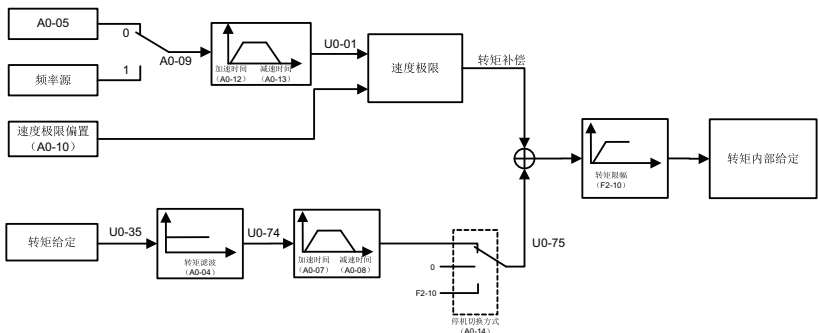 A0-05
0
A0-09
1
频率源
加速时间
（A0-12）
减速时间
（A0-13）
U0-01
速度极限
速度极限偏置
（A0-10）
转矩补偿
转矩限幅
（F2-10）
转矩内部给定
转矩给定
U0-35
转矩滤波
（A0-04）
U0-74
加速时间
（A0-07）
减速时间
（A0-08）
0
F2-10
停机切换方式
（A0-14）
U0-75